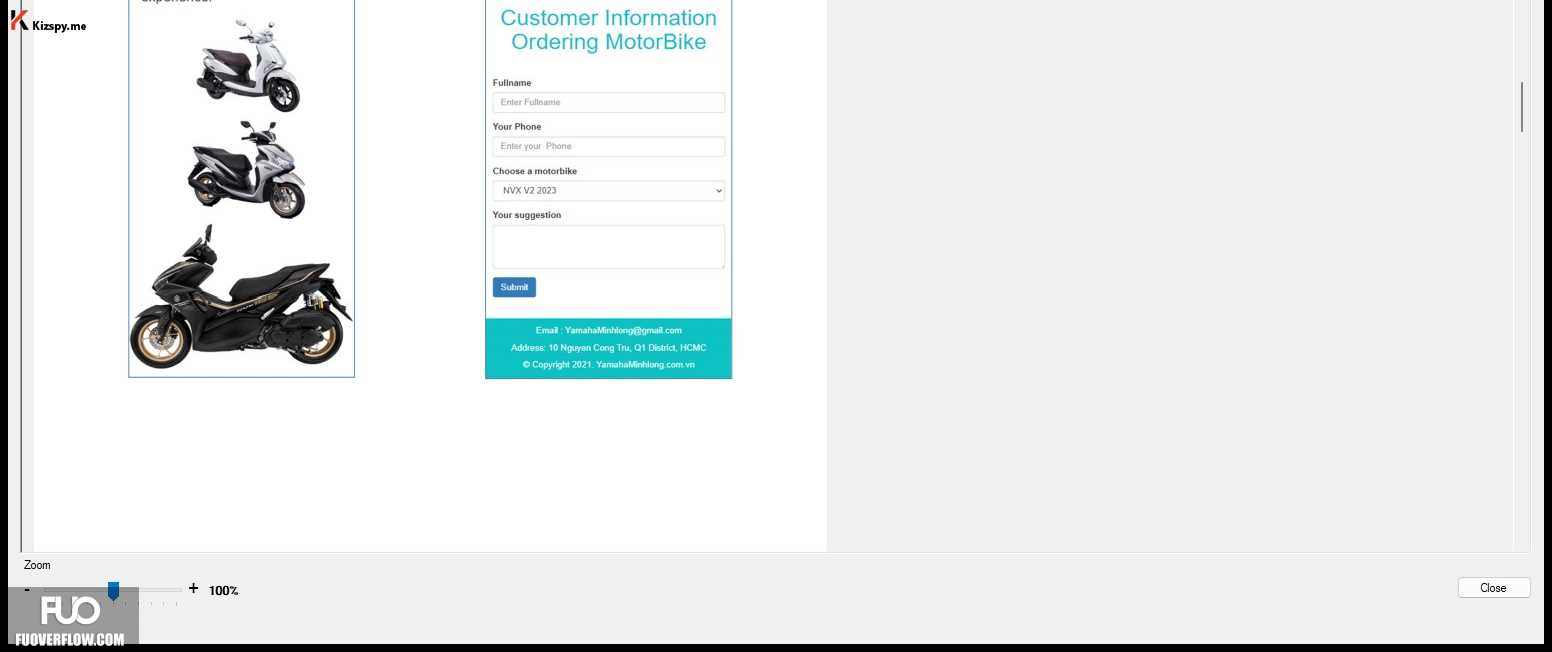 Kizspy.me
Customer Information
Ordering MotorBike
Fullname
Enter Fullname
Your Phone
Enter your Phone
Choose a motorbike
NVX V2 2023
Your suggestion
Submit
Email : YamahaMinhlong@gmail.com
Address: 10 Nguyen Cong Tru, Q1 District, HCMC
© Copyright 2021. YamahaMinhlong.com.vn
Zoom
- + 100%
Close
FUO
FUOVERFLOW.COM